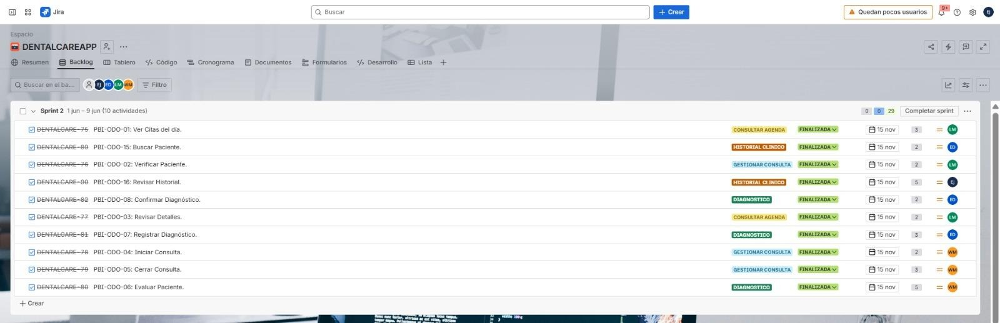 Jira
Buscar
+ Crear
Quedan pocos usuarios
9+
EJ
Espacio
DENTALCAREAPP
Resumen Backlog Tablero Código Cronograma Documentos Formularios Desarrollo Lista
Buscar en el ba... EJ ED LM WM Filtro
Sprint 2 1 jun – 9 jun (10 actividades) 0 0 29 Completar sprint
DENTALCARE-75 PBI-ODO-01: Ver Citas del día. CONSULTAR AGENDA FINALIZADA 15 nov 3 LM
DENTALCARE-89 PBI-ODO-15: Buscar Paciente. HISTORIAL CLINICO FINALIZADA 15 nov 2 ED
DENTALCARE-76 PBI-ODO-02: Verificar Paciente. GESTIONAR CONSULTA FINALIZADA 15 nov 2 LM
DENTALCARE-90 PBI-ODO-16: Revisar Historial. HISTORIAL CLINICO FINALIZADA 15 nov 5 EJ
DENTALCARE-82 PBI-ODO-08: Confirmar Diagnóstico. DIAGNOSTICO FINALIZADA 15 nov 2 ED
DENTALCARE-77 PBI-ODO-03: Revisar Detalles. CONSULTAR AGENDA FINALIZADA 15 nov 2 LM
DENTALCARE-81 PBI-ODO-07: Registrar Diagnóstico. DIAGNOSTICO FINALIZADA 15 nov 3 ED
DENTALCARE-78 PBI-ODO-04: Iniciar Consulta. GESTIONAR CONSULTA FINALIZADA 15 nov 2 WM
DENTALCARE-79 PBI-ODO-05: Cerrar Consulta. GESTIONAR CONSULTA FINALIZADA 15 nov 3 WM
DENTALCARE-80 PBI-ODO-06: Evaluar Paciente. DIAGNOSTICO FINALIZADA 15 nov 5 WM
+ Crear